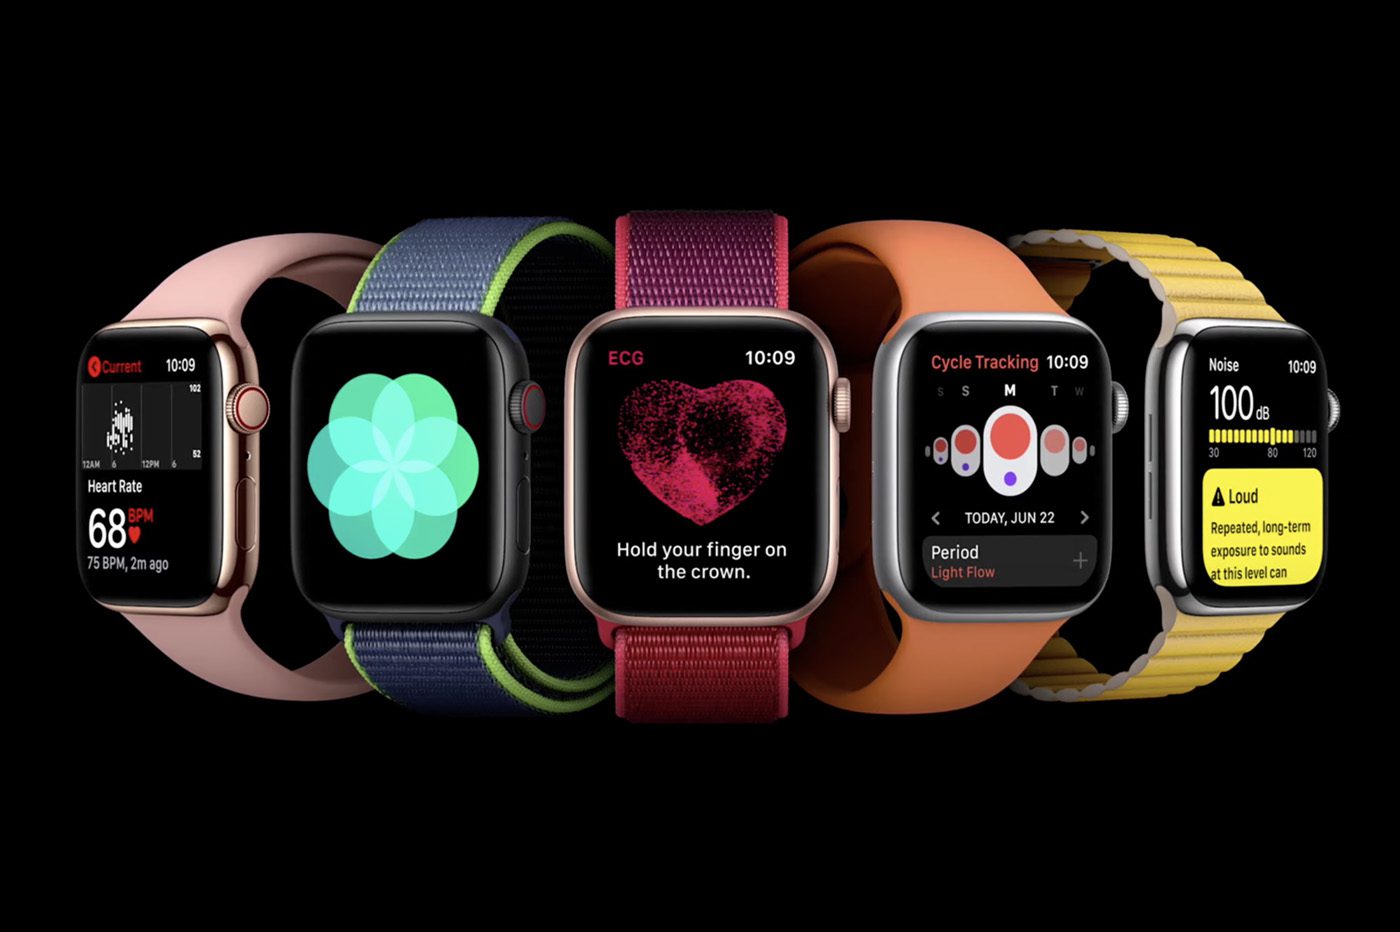 Current 10:09
102
52
12AM 6 12PM 6
Heart Rate
68 BPM
75 BPM, 2m ago
ECG 10:09
Hold your finger on
the crown.
Cycle Tracking 10:09
S S M T W
TODAY, JUN 22
Period
Light Flow
Noise 10:09
100 dB
30 80 120
Loud
Repeated, long-term
exposure to sounds
at this level can